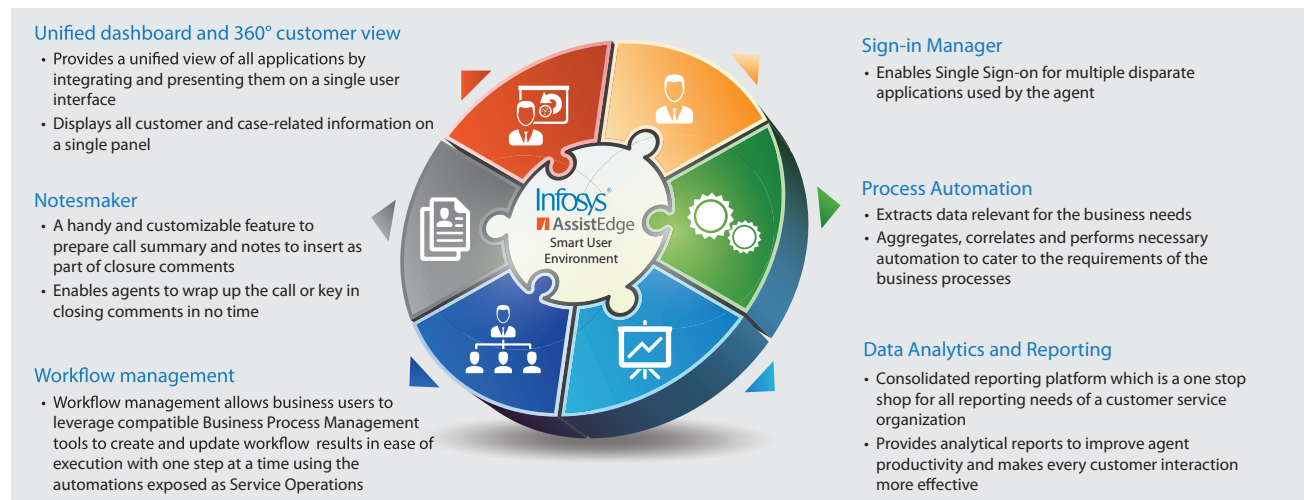 Unified dashboard and 360° customer view
• Provides a unified view of all applications by
integrating and presenting them on a single user
interface
• Displays all customer and case-related information on
a single panel
Notesmaker
• A handy and customizable feature to
prepare call summary and notes to insert as
part of closure comments
• Enables agents to wrap up the call or key in
closing comments in no time
Workflow management
• Workflow management allows business users to
leverage compatible Business Process Management
tools to create and update workflow results in ease of
execution with one step at a time using the
automations exposed as Service Operations
Infosys®
AssistEdge
Smart User
Environment
Sign-in Manager
• Enables Single Sign-on for multiple disparate
applications used by the agent
Process Automation
• Extracts data relevant for the business needs
• Aggregates, correlates and performs necessary
automation to cater to the requirements of the
business processes
Data Analytics and Reporting
• Consolidated reporting platform which is a one stop
shop for all reporting needs of a customer service
organization
• Provides analytical reports to improve agent
productivity and makes every customer interaction
more effective